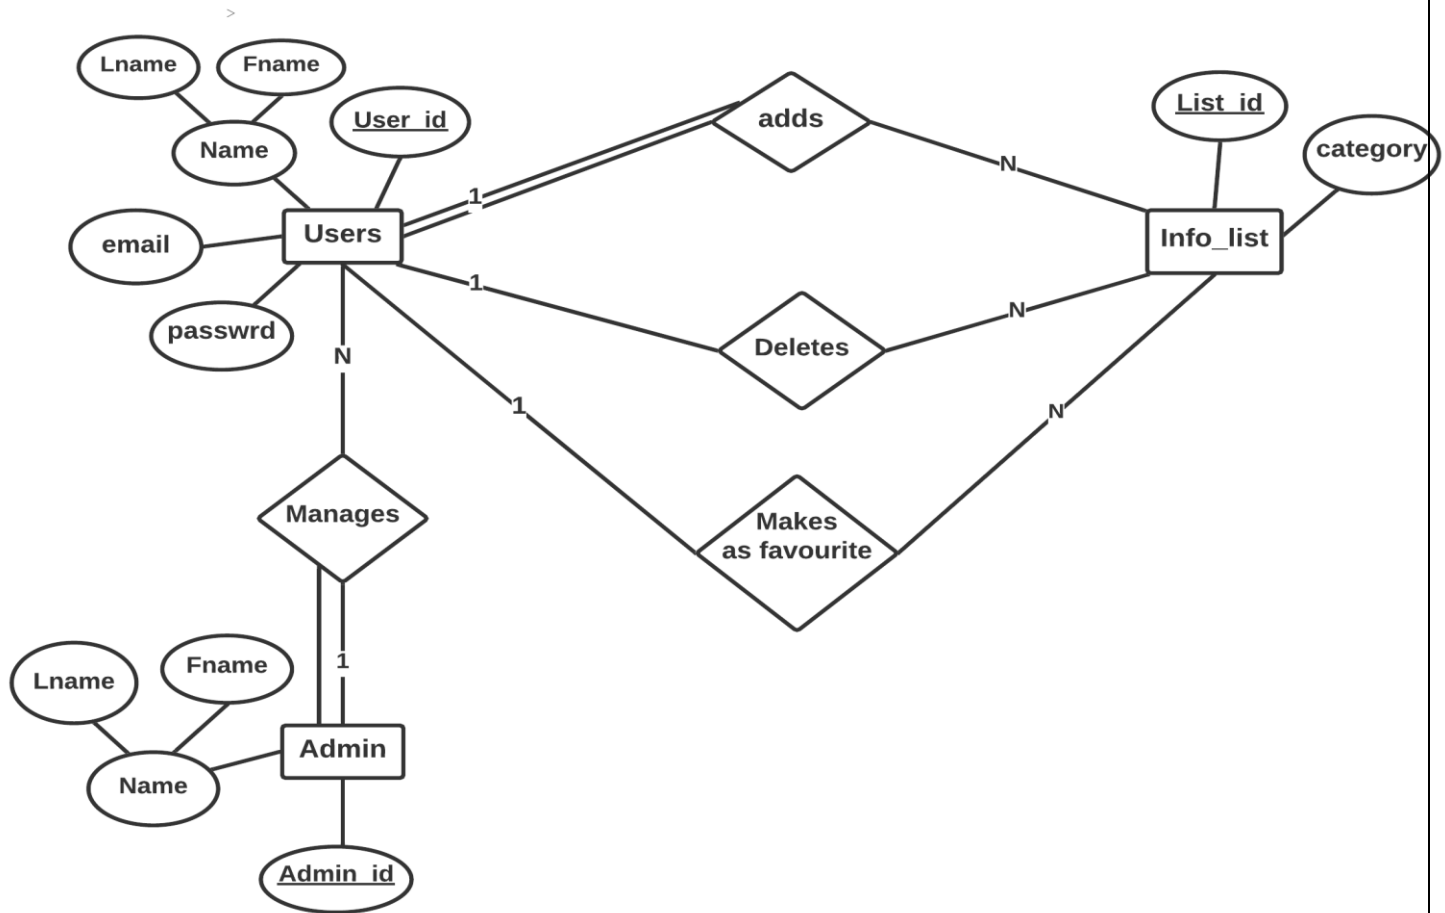 >
Lname
Fname
User_id
Name
adds
List_id
category
1
N
Users
email
Info_list
1
N
passwrd
Deletes
N
1
N
Manages
Makes
as favourite
1
Lname
Fname
Admin
Name
Admin_id